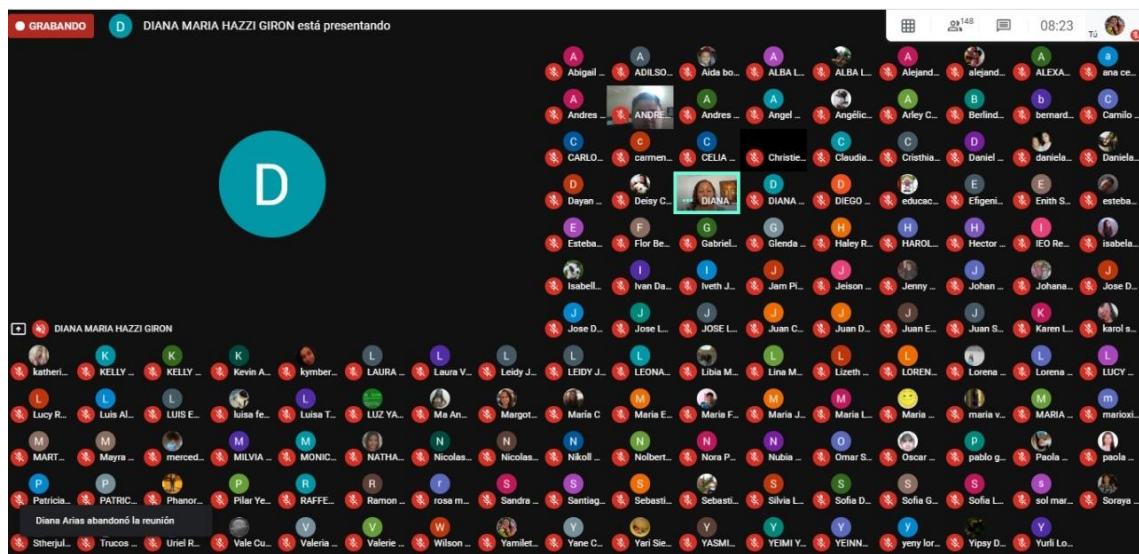 GRABANDO D DIANA MARIA HAZZI GIRON está presentando 148 08:23 Tú
A A A A A A a
Abigail ... ADILSO... Aida bo... ALBA L... ALBA L... Alejand... alejand... ALEXA... ana ce...
A A A A B b C
Andres ... ANDRE... Andres ... Angel ... Angélic... Arley C... Berlind... bernard... Camilo ...
C c C C C D
CARLO... carmen... CELIA ... Christie... Claudia... Cristhia... Daniel ... daniela... Daniela...
D
D D D E E
Dayan ... Deisy C... DIANA ... DIANA ... DIEGO ... educac... Efigeni... Enith S... esteba...
E F G G H H H I
Esteba... Flor Be... Gabriel... Glenda ... Haley R... HAROL... Hector ... IEO Re... isabela...
I I J J J J
Isabell... Ivan Da... Iveth J... Jam Pi... Jeison ... Jenny ... Johan ... Johana... Jose D...
J J J J J J J K
DIANA MARIA HAZZI GIRON Jose D... Jose L... JOSE L... Juan C... Juan D... Juan E... Juan S... Karen L... karol s...
K K K L L L L L L L L L L
katheri... KELLY ... KELLY ... Kevin A... kymber... LAURA ... Laura V... Leidy J... LEIDY J... LEONA... Libia M... Lina M... Lizeth ... LOREN... Lorena ... Lorena ... LUCY ...
L L L L M M M M m
Lucy R... Luis Al... LUIS E... luisa fe... Luisa T... LUZ YA... Ma An... Margot... María C Maria E... Maria F... Maria J... Maria L... Maria ... maria v... MARIA ... marioxi...
M M M M N N N N N N O p
MART... Mayra ... merced... MILVIA ... MONIC... NATHA... Nicolas... Nicolas... Nikoll ... Nolbert... Nora P... Nubia ... Omar S... Oscar ... pablo g... Paola ... paola ...
P P P R R r S S S S S S S s
Patricia... PATRIC... Phanor... Pilar Ye... RAFFE... Ramon ... rosa m... Sandra ... Santiag... Sebasti... Sebasti... Silvia L... Sofia D... Sofia G... Sofia L... sol mar... Soraya ...
Diana Arias abandonó la reunión
V V W Y Y Y Y y Y
Stherjul... Trucos ... Uriel R... Vale Cu... Valeria ... Valerie ... Wilson ... Yamilet... Yane C... Yari Sie... YASMI... YEIMI Y... YEINN... yeny lor... Yipsy D... Yurli Lo...